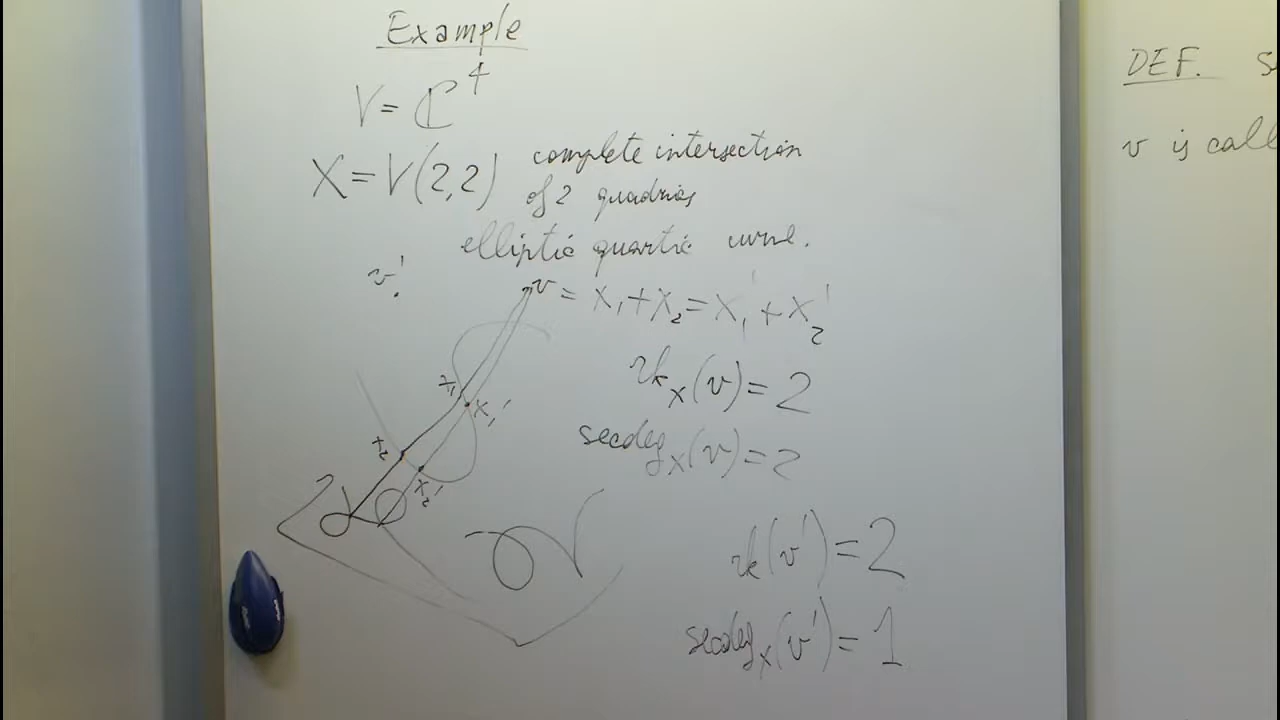 Example
V = ℂ⁴
X = V(2,2) complete intersection
of 2 quadrics
elliptic quartic curve.
v'
v = x₁ + x₂ = x₁' + x₂'
rk_X(v) = 2
x₁
x₁'
secdeg_X(v) = 2
x₂
x₂'
rk(v') = 2
secdeg_X(v') = 1
DEF.
v is call